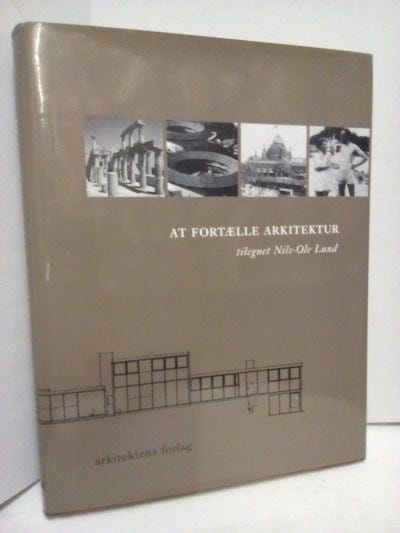 AT FORTÆLLE ARKITEKTUR
tilegnet Nils-Ole Lund
arkitektens forlag